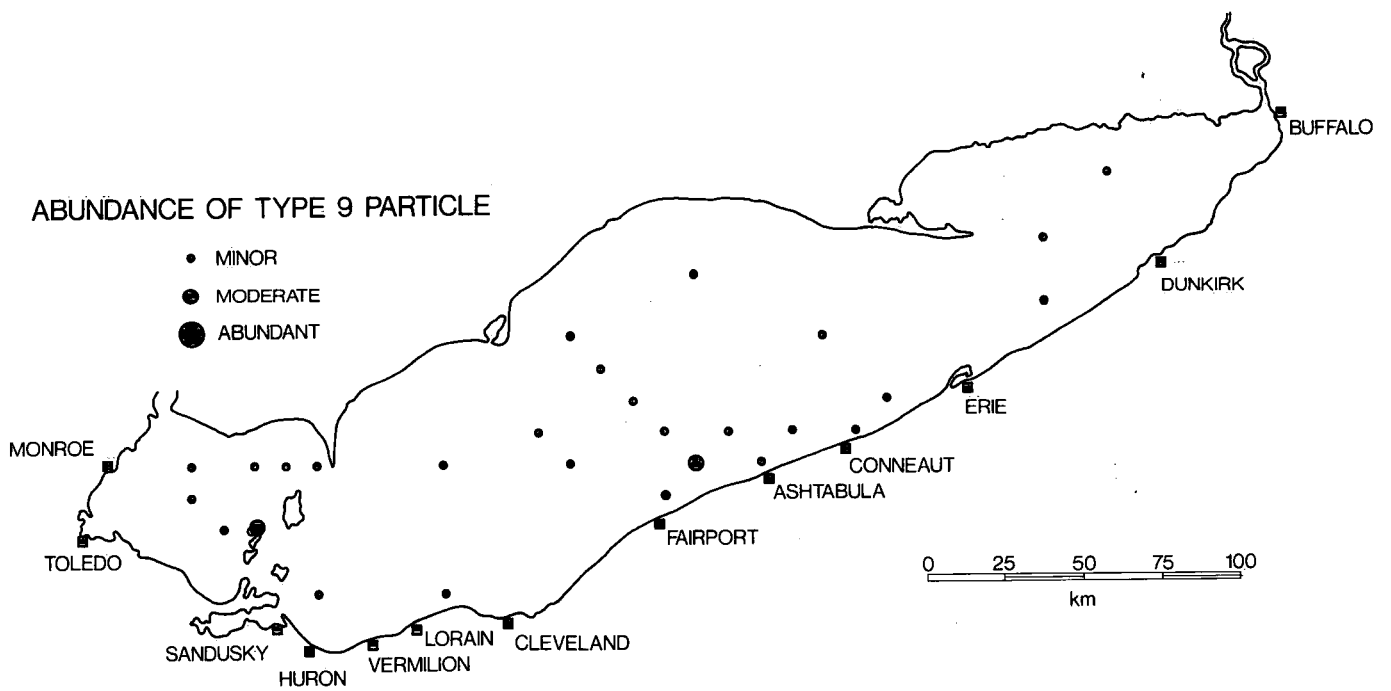 BUFFALO
ABUNDANCE OF TYPE 9 PARTICLE
MINOR
MODERATE
ABUNDANT
DUNKIRK
ERIE
MONROE
CONNEAUT
ASHTABULA
FAIRPORT
TOLEDO
0 25 50 75 100
km
LORAIN
CLEVELAND
SANDUSKY
VERMILION
HURON